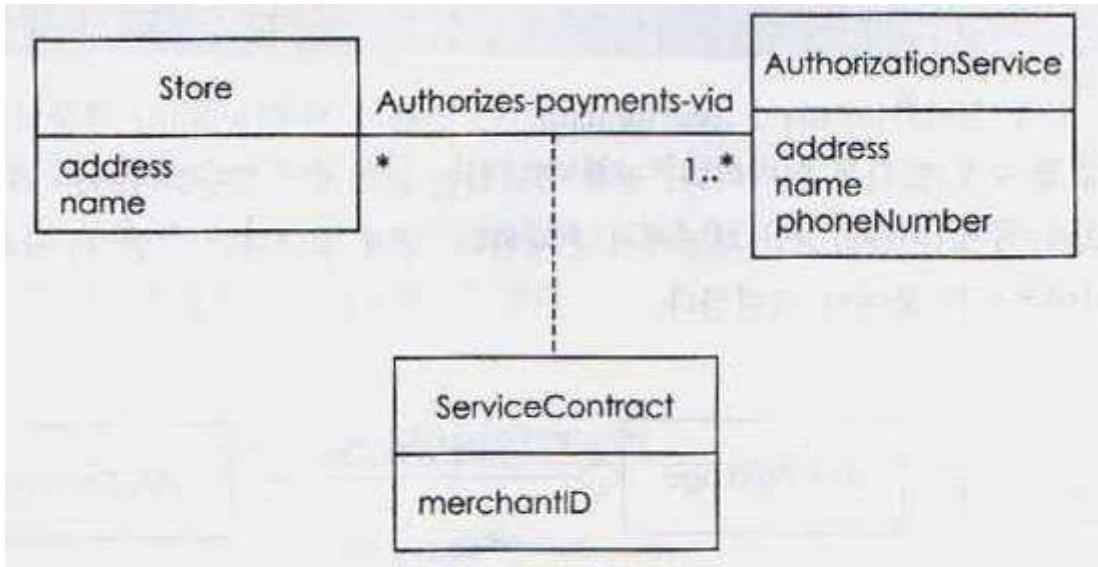 Store
address
name
Authorizes-payments-via
*
1..*
AuthorizationService
address
name
phoneNumber
ServiceContract
merchantID